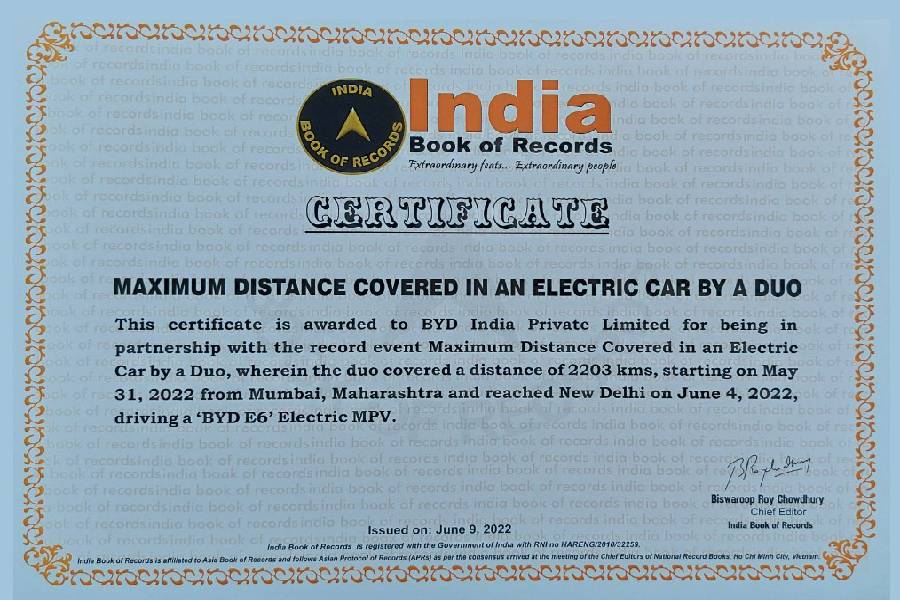 INDIA
BOOK OF RECORDS
India
Book of Records
Extraordinary feats... Extraordinary people
CERTIFICATE
MAXIMUM DISTANCE COVERED IN AN ELECTRIC CAR BY A DUO
This certificate is awarded to BYD India Private Limited for being in
partnership with the record event Maximum Distance Covered in an Electric
Car by a Duo, wherein the duo covered a distance of 2203 kms, starting on May
31, 2022 from Mumbai, Maharashtra and reached New Delhi on June 4, 2022,
driving a ‘BYD E6’ Electric MPV.
Biswaroop Roy Chowdhury
Chief Editor
India Book of Records
Issued on: June 9, 2022
India Book of Records is registered with the Government of India with RNI no
India Book of Records is affiliated to Asia Book of Records and follows Asian Protocol of Records (APR) as per the consensus arrived at the meeting of the Chief Editors of National Record Books, Ho Chi Minh City, Vietnam.